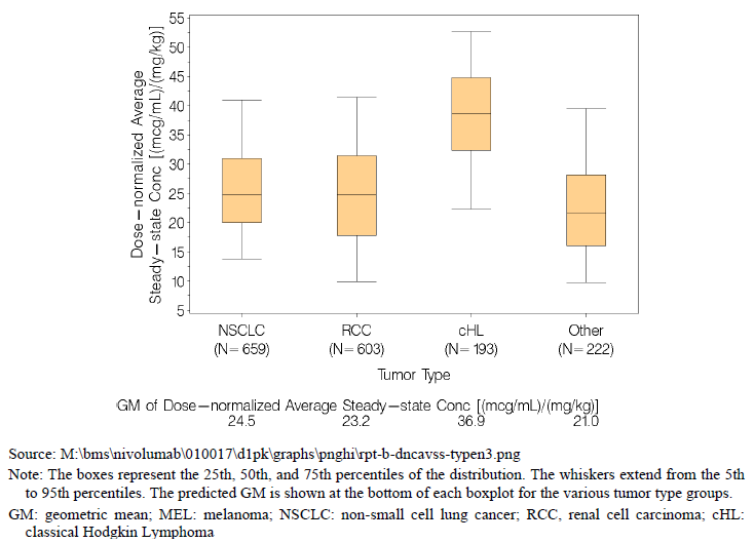 Dose−normalized Average
Steady−state Conc [(mcg/mL)/(mg/kg)]
55
50
45
40
35
30
25
20
15
10
5
NSCLC RCC cHL Other
(N= 659) (N= 603) (N= 193) (N= 222)
Tumor Type
GM of Dose−normalized Average Steady−state Conc [(mcg/mL)/(mg/kg)]
24.5 23.2 36.9 21.0
Source: M:\bms\nivolumab\010017\d1pk\graphs\pnghi\rpt-b-dncavss-typen3.png
Note: The boxes represent the 25th, 50th, and 75th percentiles of the distribution. The whiskers extend from the 5th
to 95th percentiles. The predicted GM is shown at the bottom of each boxplot for the various tumor type groups.
GM: geometric mean; MEL: melanoma; NSCLC: non-small cell lung cancer; RCC, renal cell carcinoma; cHL:
classical Hodgkin Lymphoma